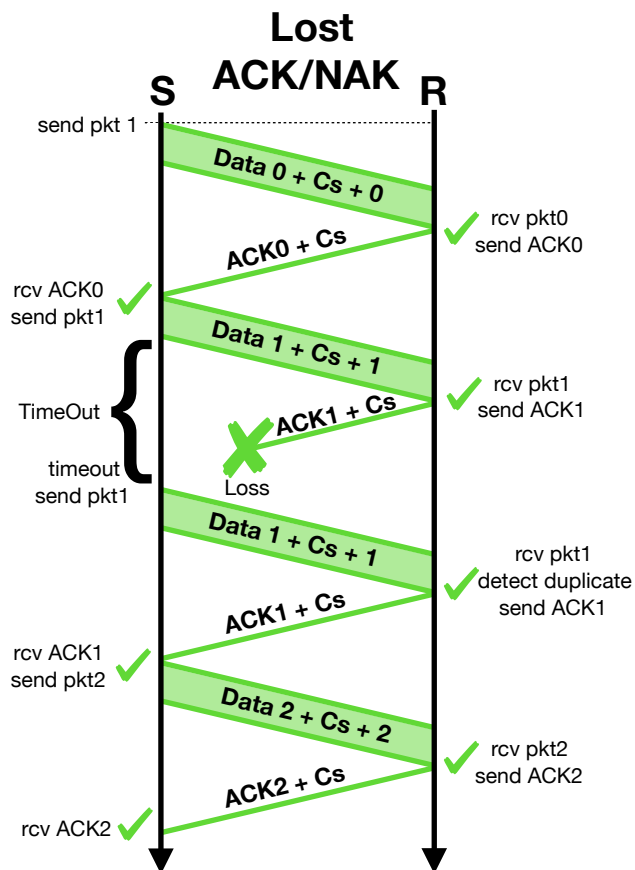 Lost
ACK/NAK
S
R
send pkt 1
Data 0 + Cs + 0
rcv pkt0
send ACK0
ACK0 + Cs
rcv ACK0
send pkt1
Data 1 + Cs + 1
rcv pkt1
send ACK1
ACK1 + Cs
TimeOut
Loss
timeout
send pkt1
Data 1 + Cs + 1
rcv pkt1
detect duplicate
send ACK1
ACK1 + Cs
rcv ACK1
send pkt2
Data 2 + Cs + 2
rcv pkt2
send ACK2
ACK2 + Cs
rcv ACK2